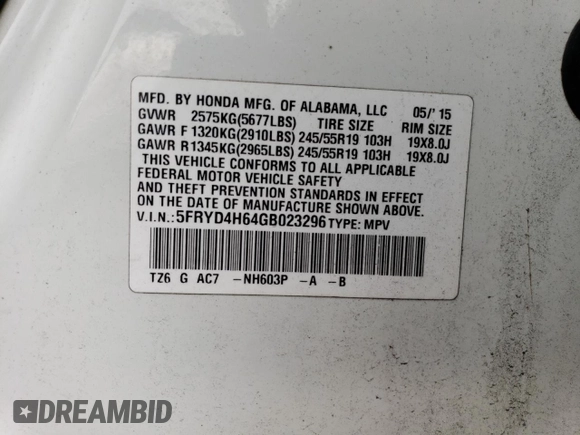 MFD. BY HONDA MFG. OF ALABAMA, LLC 05/'15
GVWR 2575KG(5677LBS) TIRE SIZE RIM SIZE
GAWR F 1320KG(2910LBS) 245/55R19 103H 19X8.0J
GAWR R1345KG(2965LBS) 245/55R19 103H 19X8.0J
THIS VEHICLE CONFORMS TO ALL APPLICABLE
FEDERAL MOTOR VEHICLE SAFETY
AND THEFT PREVENTION STANDARDS IN EFFECT
ON THE DATE OF MANUFACTURE SHOWN ABOVE.
V.I.N.:5FRYD4H64GB023296TYPE: MPV
TZ6 G AC7 -NH603P -A -B
DREAMBID